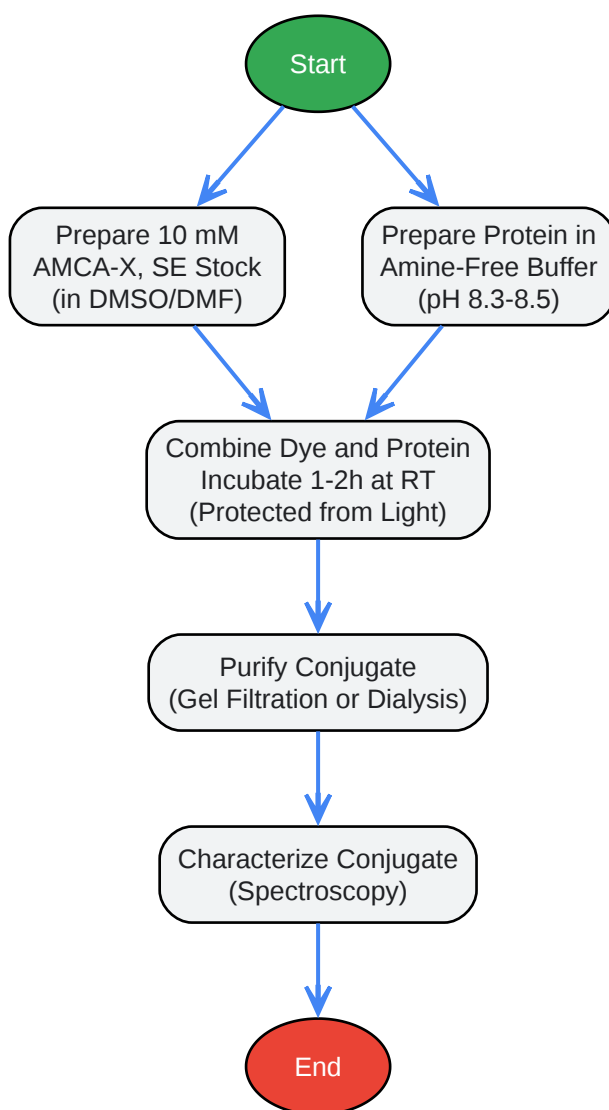 Start
Prepare 10 mM
AMCA-X, SE Stock
(in DMSO/DMF)
Prepare Protein in
Amine-Free Buffer
(pH 8.3-8.5)
Combine Dye and Protein
Incubate 1-2h at RT
(Protected from Light)
Purify Conjugate
(Gel Filtration or Dialysis)
Characterize Conjugate
(Spectroscopy)
End